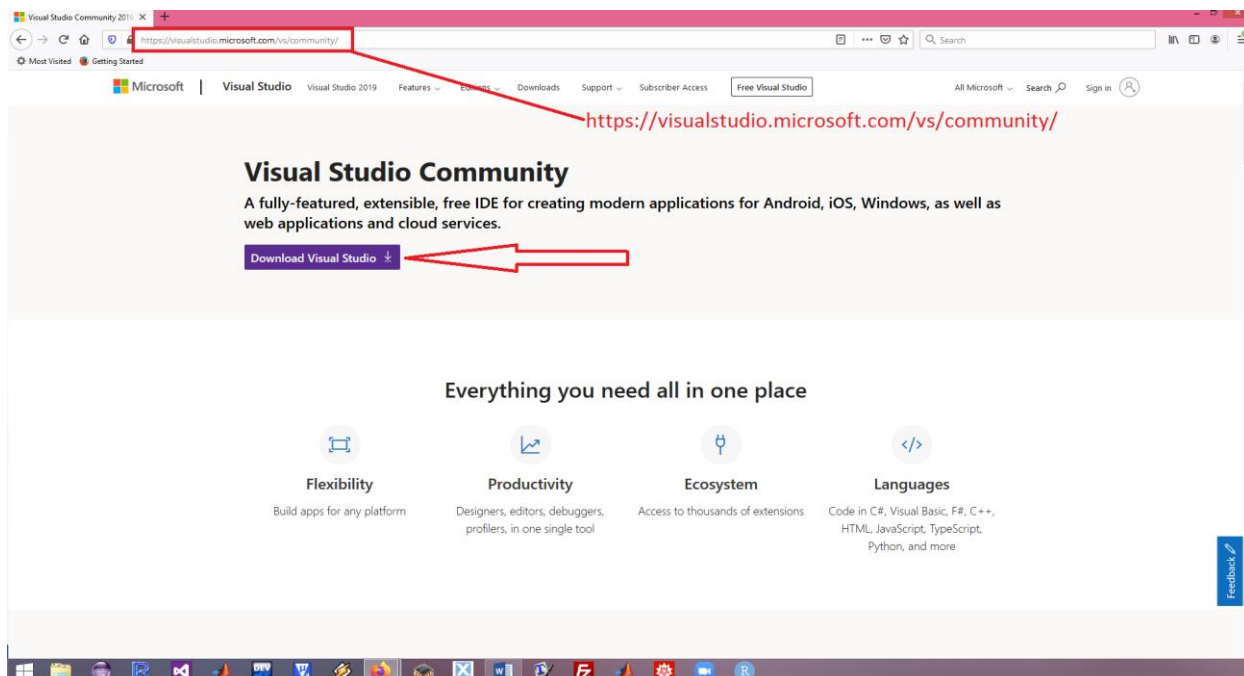 Visual Studio Community 2019
https://visualstudio.microsoft.com/vs/community/
Search
Most Visited Getting Started
Microsoft Visual Studio Visual Studio 2019 Features Editions Downloads Support Subscriber Access Free Visual Studio All Microsoft Search Sign in
https://visualstudio.microsoft.com/vs/community/
Visual Studio Community
A fully-featured, extensible, free IDE for creating modern applications for Android, iOS, Windows, as well as
web applications and cloud services.
Download Visual Studio
Everything you need all in one place
Flexibility
Build apps for any platform
Productivity
Designers, editors, debuggers,
profilers, in one single tool
Ecosystem
Access to thousands of extensions
Languages
Code in C#, Visual Basic, F#, C++,
HTML, JavaScript, TypeScript,
Python, and more
Feedback
DEV